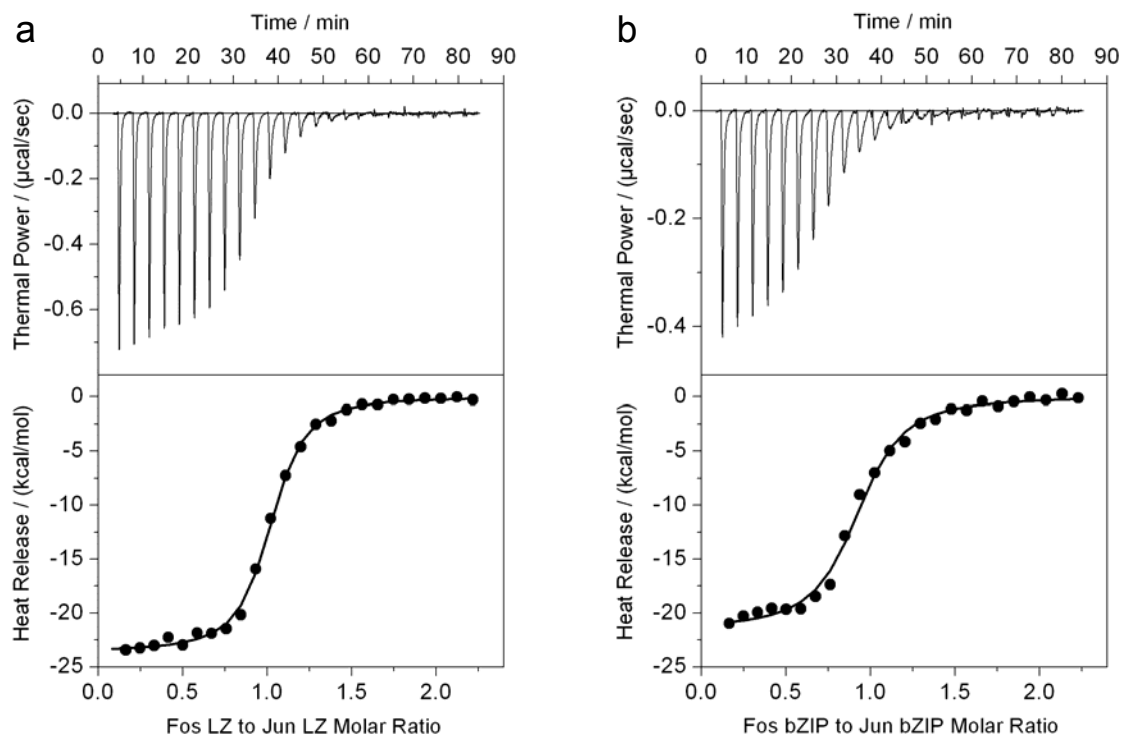 a
Time / min
0 10 20 30 40 50 60 70 80 90
0.0
-0.2
-0.4
-0.6
Thermal Power / (µcal/sec)
0
-5
-10
-15
-20
-25
Heat Release / (kcal/mol)
0.0 0.5 1.0 1.5 2.0
Fos LZ to Jun LZ Molar Ratio
b
Time / min
0 10 20 30 40 50 60 70 80 90
0.0
-0.2
-0.4
Thermal Power / (µcal/sec)
0
-5
-10
-15
-20
-25
Heat Release / (kcal/mol)
0.0 0.5 1.0 1.5 2.0
Fos bZIP to Jun bZIP Molar Ratio